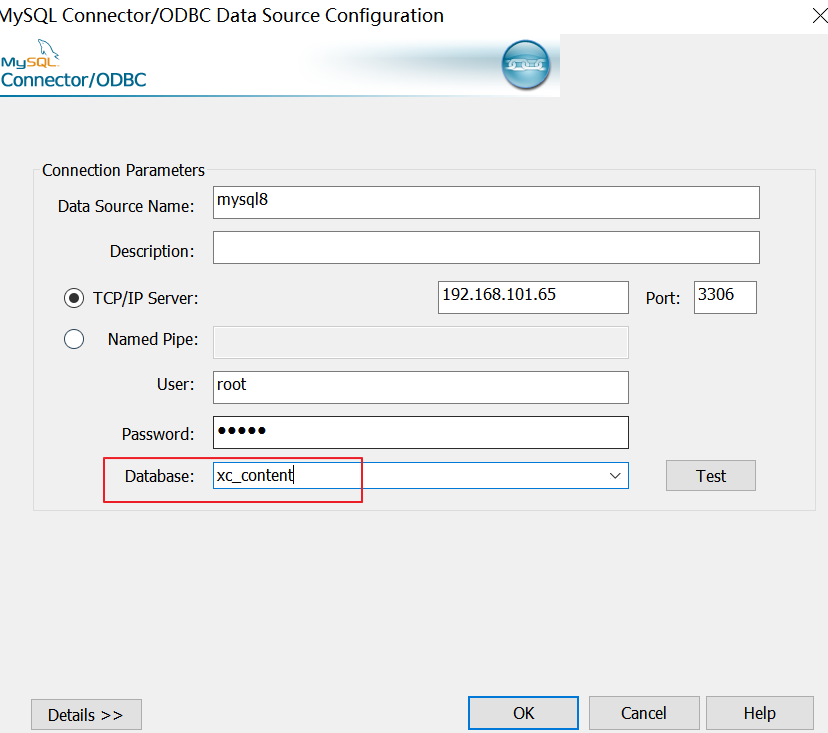 MySQL Connector/ODBC Data Source Configuration
MySQL
Connector/ODBC
Connection Parameters
Data Source Name: mysql8
Description:
TCP/IP Server: 192.168.101.65 Port: 3306
Named Pipe:
User: root
Password: •••••
Database: xc_content Test
Details >> OK Cancel Help